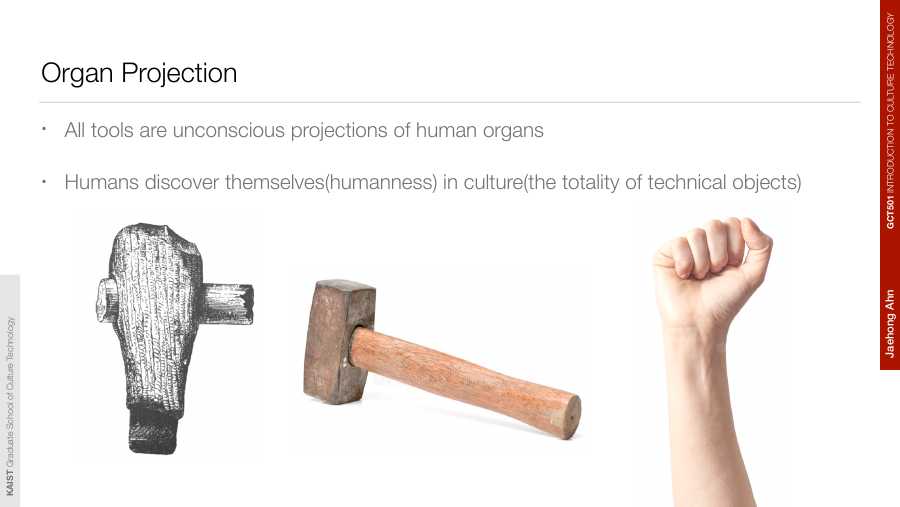 Organ Projection
• All tools are unconscious projections of human organs
• Humans discover themselves(humanness) in culture(the totality of technical objects)
GCT501 INTRODUCTION TO CULTURE TECHNOLOGY
Jaehong Ahn
KAIST Graduate School of Culture Technology